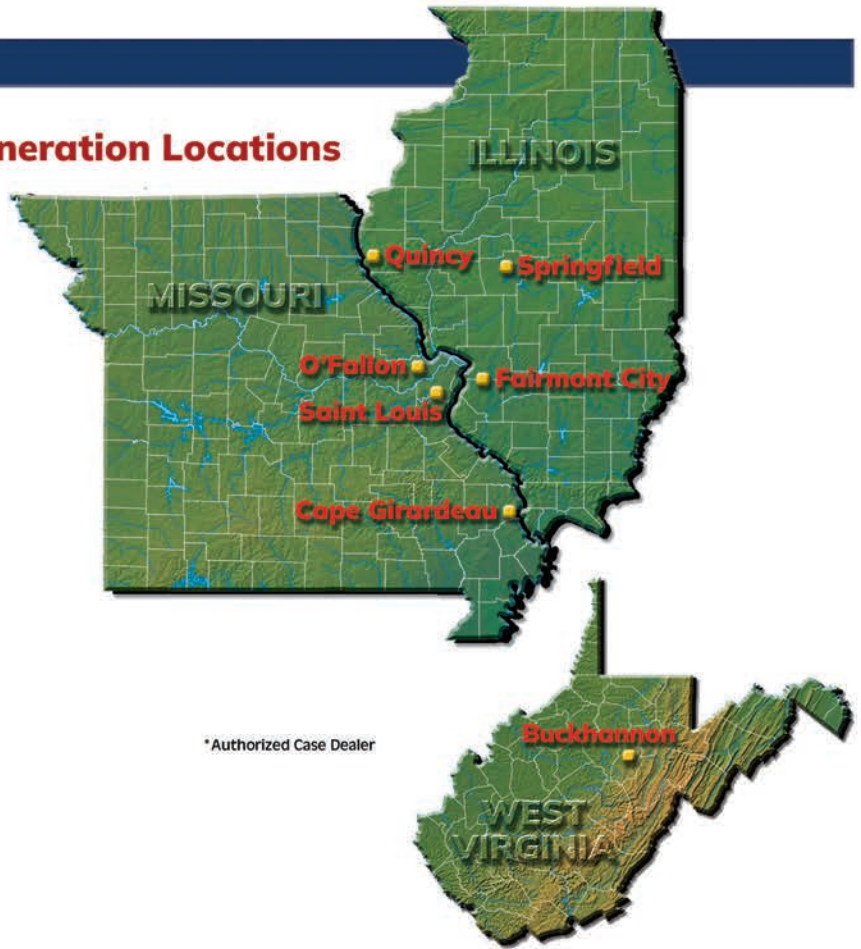 neration Locations
ILLINOIS
Quincy
Springfield
MISSOURI
O'Fallon
Fairmont City
Saint Louis
Cape Girardeau
*Authorized Case Dealer
Buckhannon
WEST
VIRGINIA